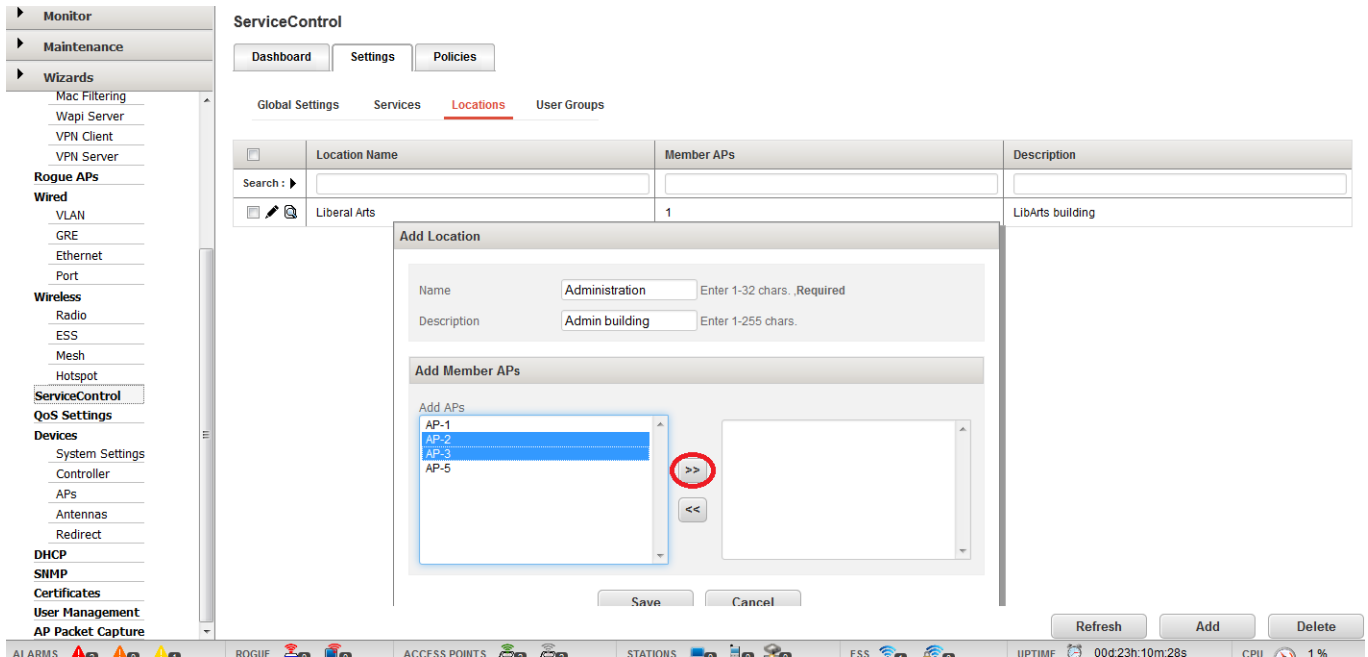 Monitor
Maintenance
Wizards
Mac Filtering
Wapi Server
VPN Client
VPN Server
Rogue APs
Wired
VLAN
GRE
Ethernet
Port
Wireless
Radio
ESS
Mesh
Hotspot
ServiceControl
QoS Settings
Devices
System Settings
Controller
APs
Antennas
Redirect
DHCP
SNMP
Certificates
User Management
AP Packet Capture
ServiceControl
Dashboard Settings Policies
Global Settings Services Locations User Groups
Location Name Member APs Description
Search :
Liberal Arts 1 LibArts building
Add Location
Name Administration Enter 1-32 chars. ,Required
Description Admin building Enter 1-255 chars.
Add Member APs
Add APs
AP-1
AP-2
AP-3
AP-5
>>
<<
Save Cancel
Refresh Add Delete
ALARMS ROGUE ACCESS POINTS STATIONS ESS UPTIME 00d:23h:10m:28s CPU 1 %